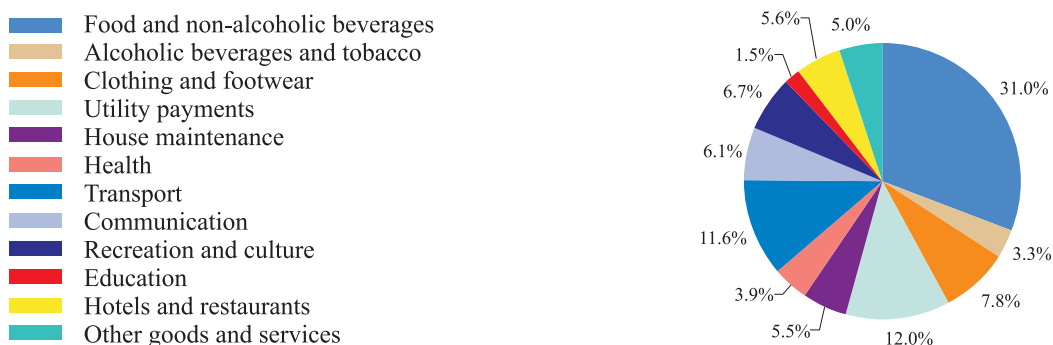 Food and non-alcoholic beverages
Alcoholic beverages and tobacco
Clothing and footwear
Utility payments
House maintenance
Health
Transport
Communication
Recreation and culture
Education
Hotels and restaurants
Other goods and services
31.0%
3.3%
7.8%
12.0%
5.5%
3.9%
11.6%
6.1%
6.7%
1.5%
5.6%
5.0%